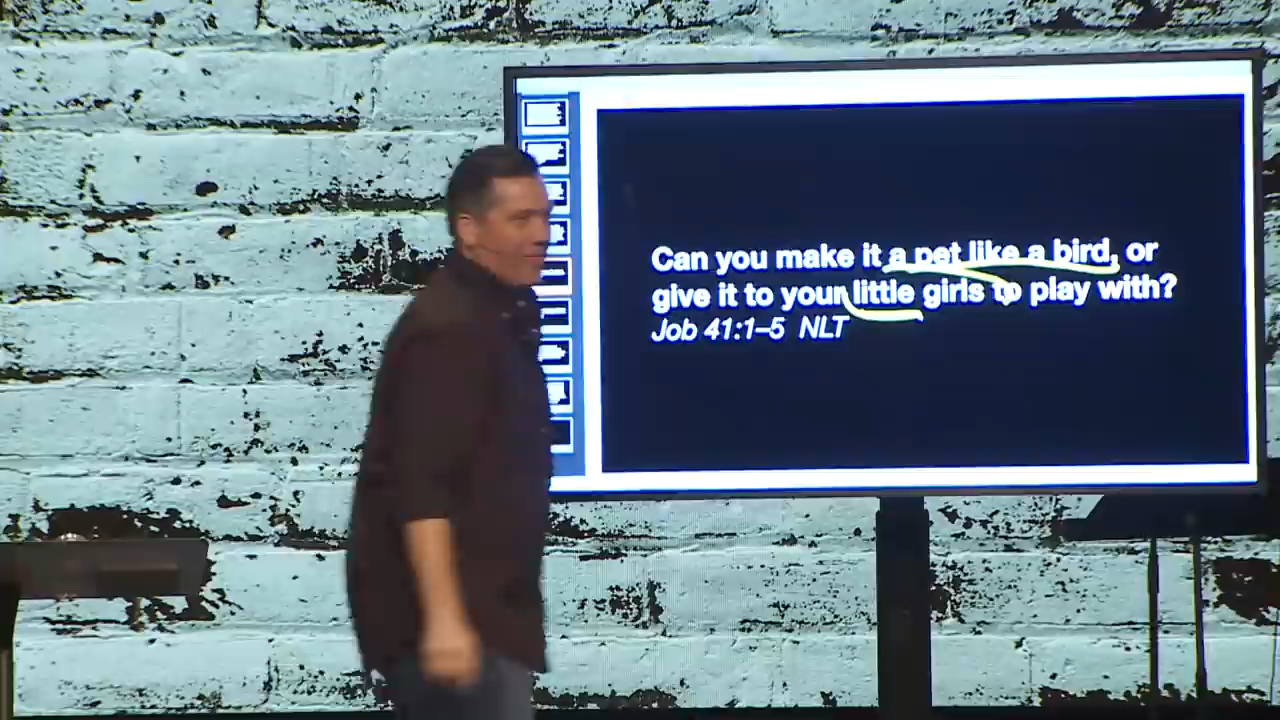 Can you make it a pet like a bird, or
give it to your little girls to play with?
Job 41:1–5 NLT